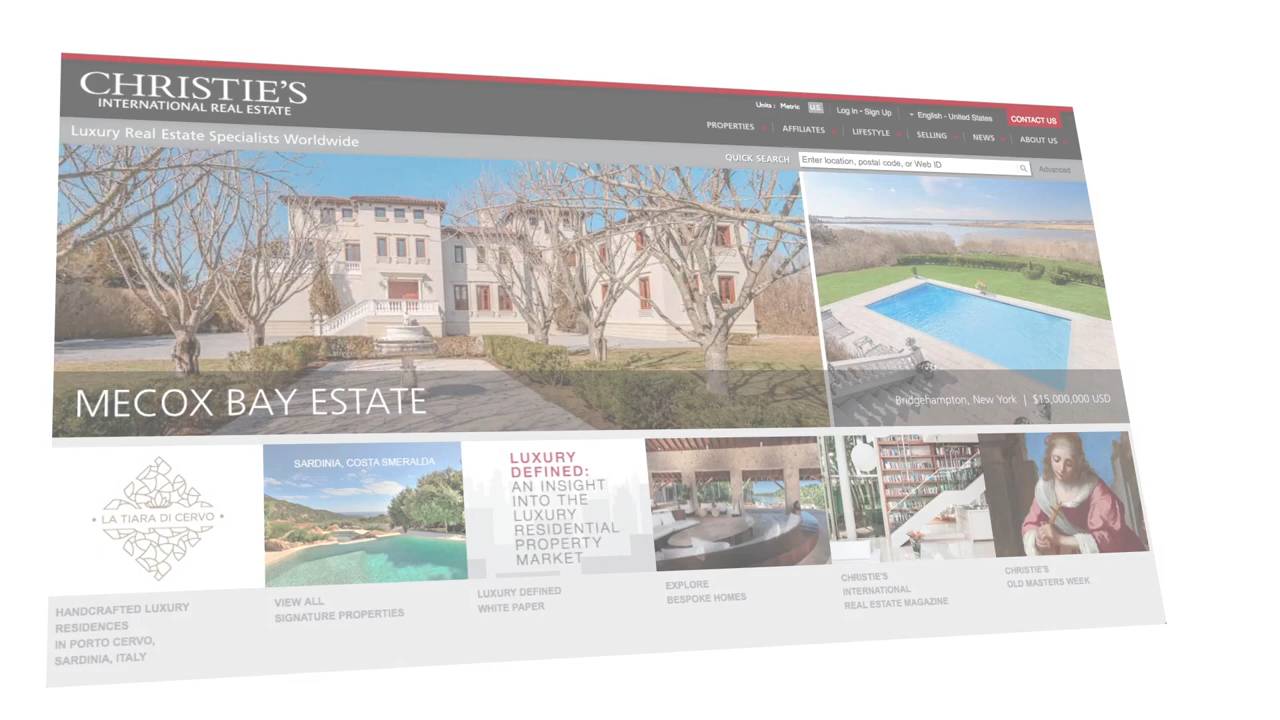 CHRISTIE'S
INTERNATIONAL REAL ESTATE
Units : Metric U.S. Log In - Sign Up English - United States CONTACT US
PROPERTIES AFFILIATES LIFESTYLE SELLING NEWS ABOUT US
Luxury Real Estate Specialists Worldwide
QUICK SEARCH Enter location, postal code, or Web ID Advanced
MECOX BAY ESTATE
Bridgehampton, New York | $15,000,000 USD
• LA TIARA DI CERVO •
SARDINIA, COSTA SMERALDA
LUXURY
DEFINED:
AN INSIGHT
INTO THE
LUXURY
RESIDENTIAL
PROPERTY
MARKET
HANDCRAFTED LUXURY
RESIDENCES
IN PORTO CERVO,
SARDINIA, ITALY
VIEW ALL
SIGNATURE PROPERTIES
LUXURY DEFINED
WHITE PAPER
EXPLORE
BESPOKE HOMES
CHRISTIE'S
INTERNATIONAL
REAL ESTATE MAGAZINE
CHRISTIE'S
OLD MASTERS WEEK